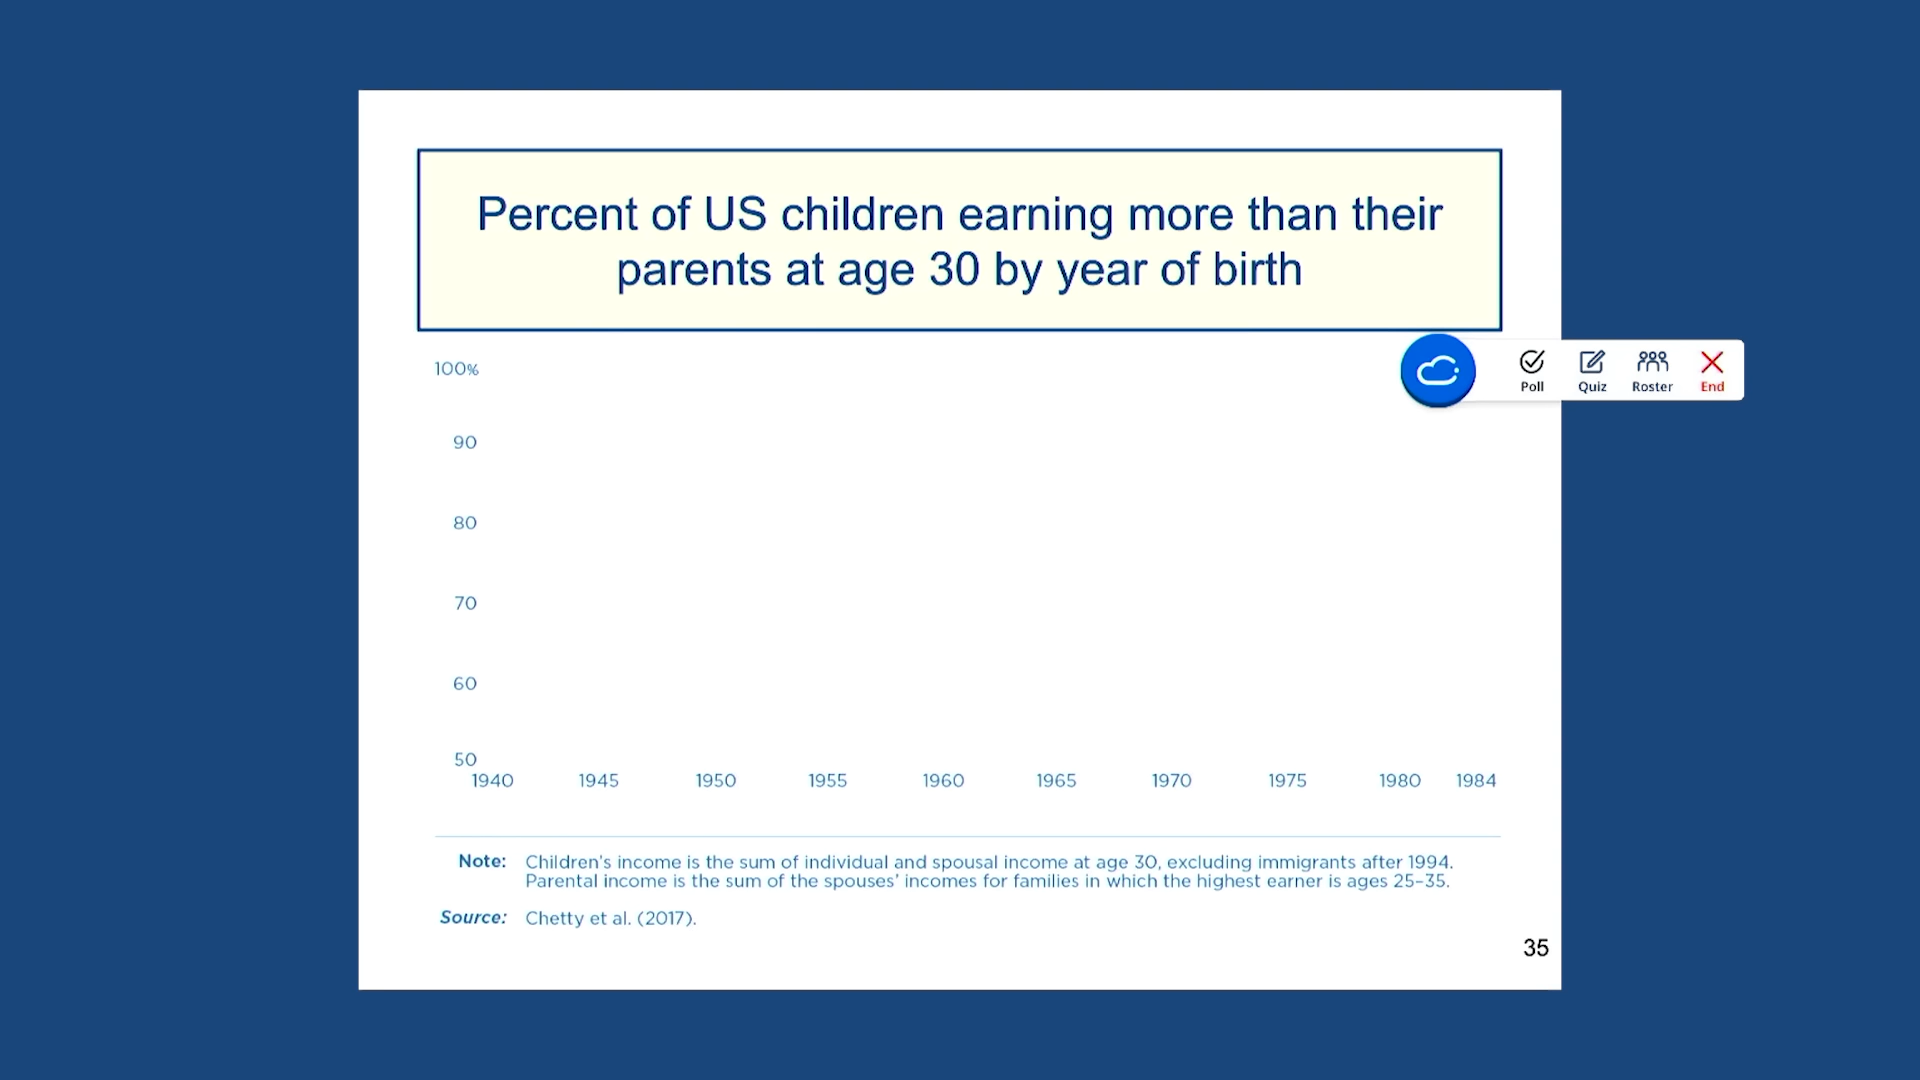 Percent of US children earning more than their
parents at age 30 by year of birth
100%
90
80
70
60
50
1940 1945 1950 1955 1960 1965 1970 1975 1980 1984
Poll Quiz Roster End
Note: Children's income is the sum of individual and spousal income at age 30, excluding immigrants after 1994.
Parental income is the sum of the spouses' incomes for families in which the highest earner is ages 25–35.
Source: Chetty et al. (2017).
35